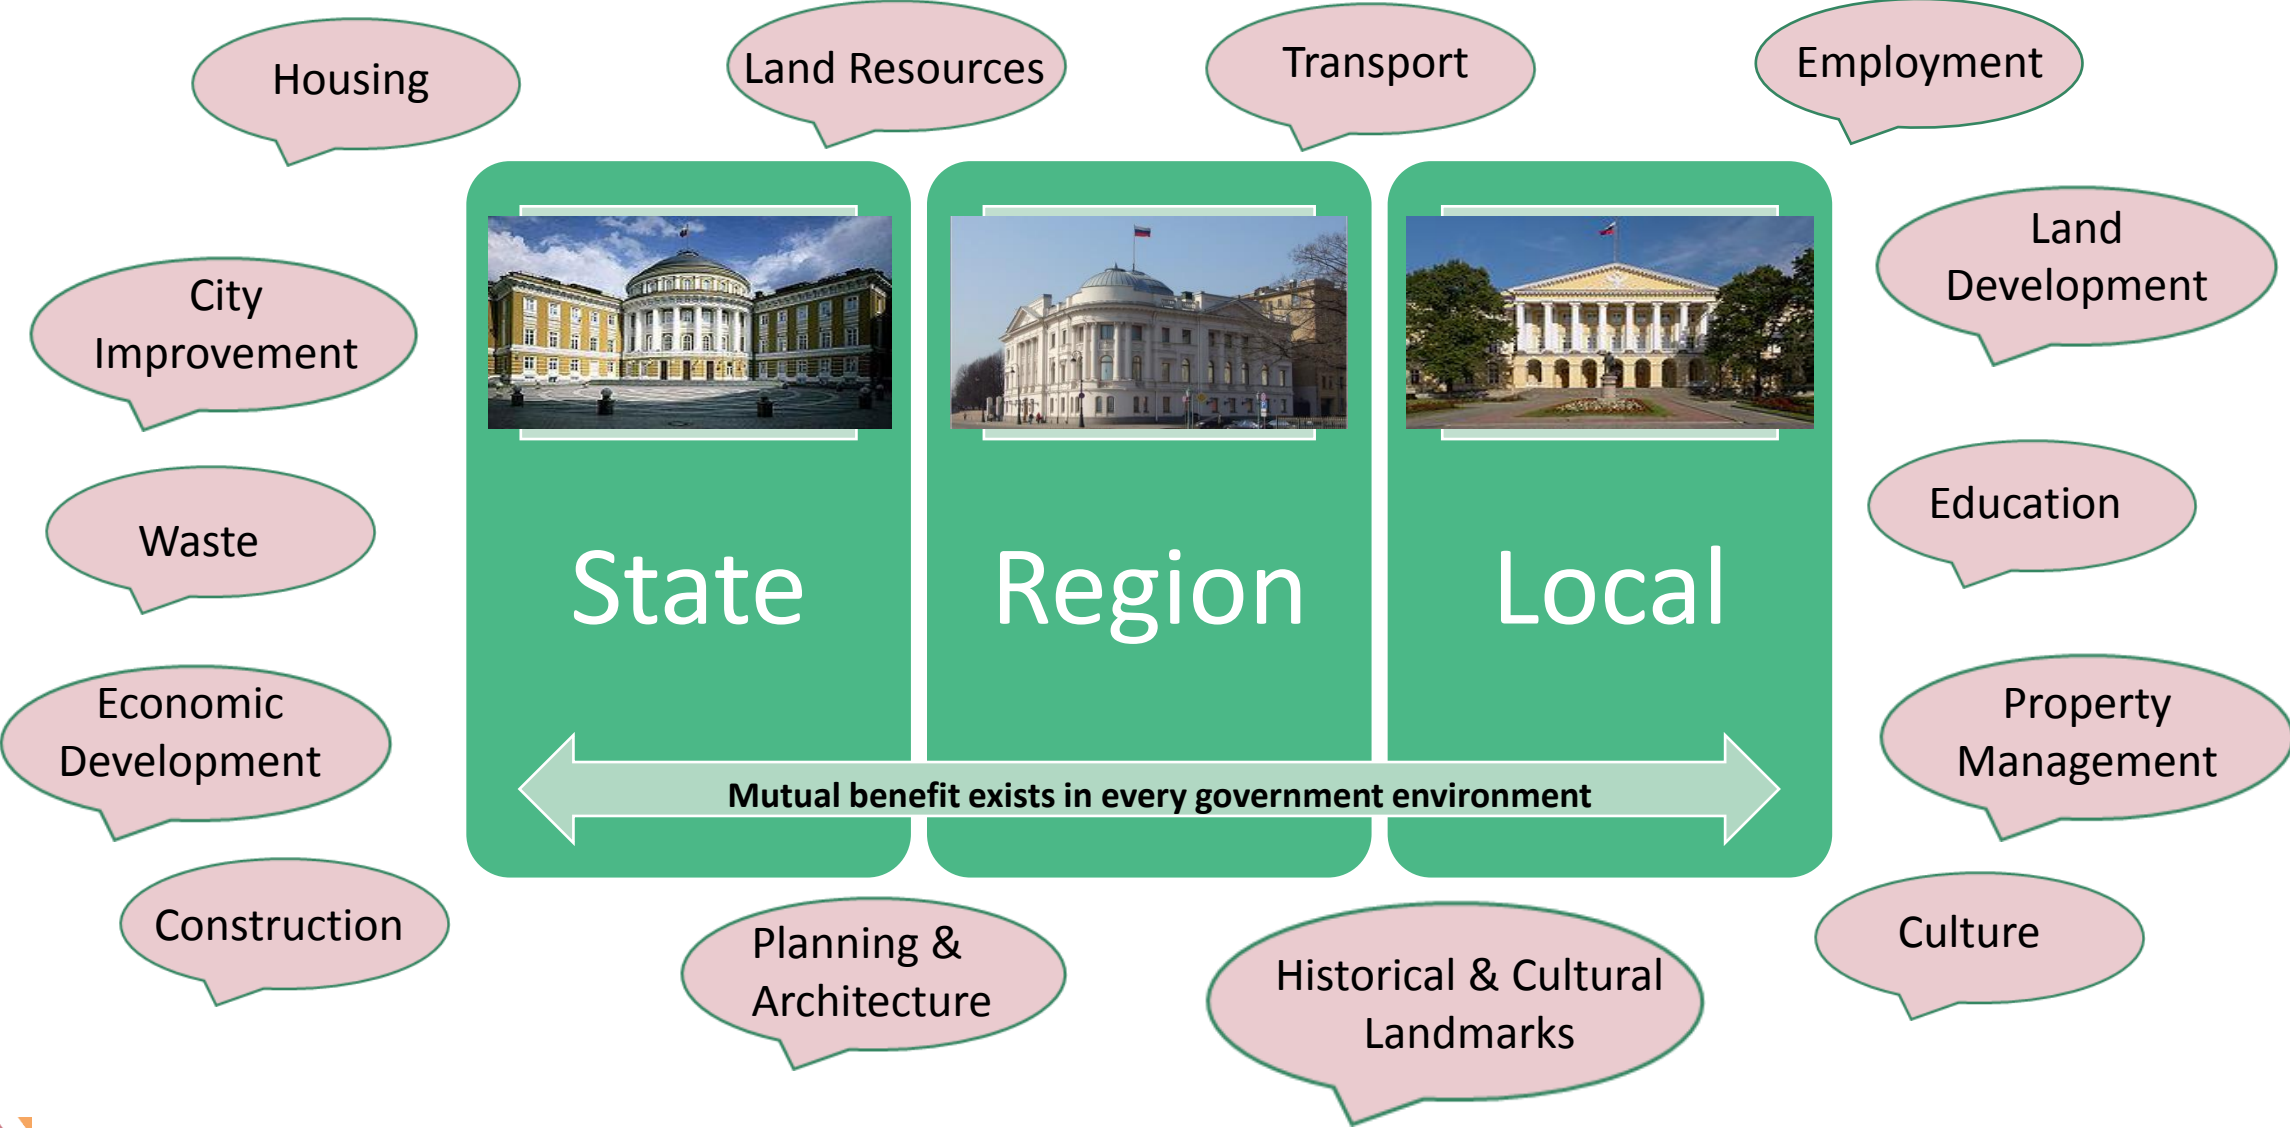 Housing
Land Resources
Transport
Employment
City
Improvement
Land
Development
Waste
Education
State
Region
Local
Economic
Development
Property
Management
Mutual benefit exists in every government environment
Construction
Planning &
Architecture
Historical & Cultural
Landmarks
Culture